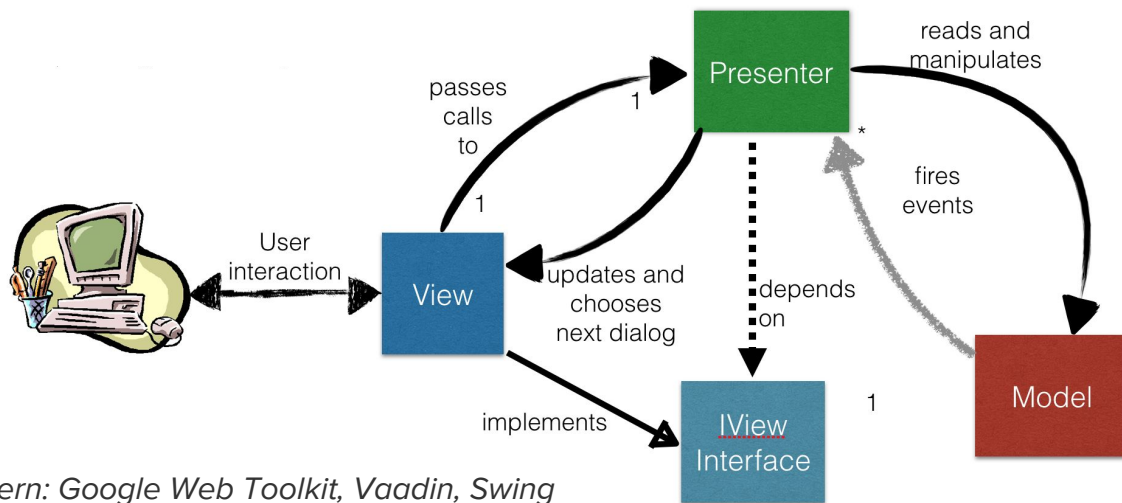 reads and
manipulates
Presenter
passes
calls
to
1
*
fires
events
1
User
interaction
View
updates and
chooses
next dialog
depends
on
Model
1
implements
IView
Interface
ern: Google Web Toolkit, Vaadin, Swing